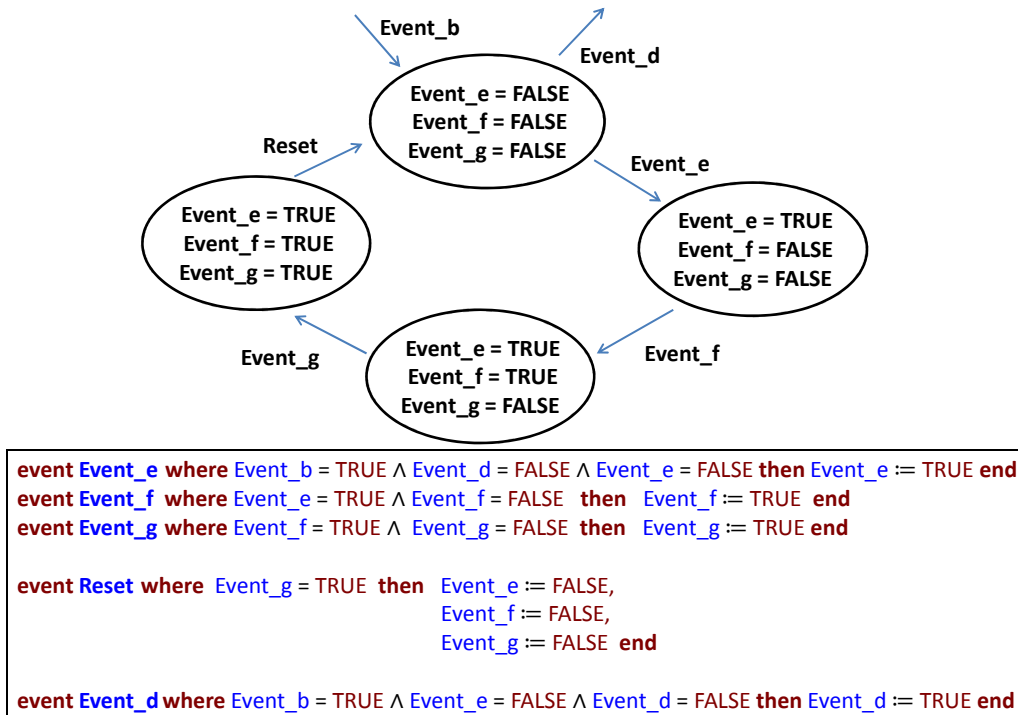 Event_b
Event_d
Event_e = FALSE
Event_f = FALSE
Event_g = FALSE
Reset
Event_e
Event_e = TRUE
Event_f = TRUE
Event_g = TRUE
Event_e = TRUE
Event_f = FALSE
Event_g = FALSE
Event_g
Event_e = TRUE
Event_f = TRUE
Event_g = FALSE
Event_f
event Event_e where Event_b = TRUE ∧ Event_d = FALSE ∧ Event_e = FALSE then Event_e ≔ TRUE end
event Event_f where Event_e = TRUE ∧ Event_f = FALSE then Event_f ≔ TRUE end
event Event_g where Event_f = TRUE ∧ Event_g = FALSE then Event_g ≔ TRUE end
event Reset where Event_g = TRUE then Event_e ≔ FALSE,
Event_f ≔ FALSE,
Event_g ≔ FALSE end
event Event_d where Event_b = TRUE ∧ Event_e = FALSE ∧ Event_d = FALSE then Event_d ≔ TRUE end